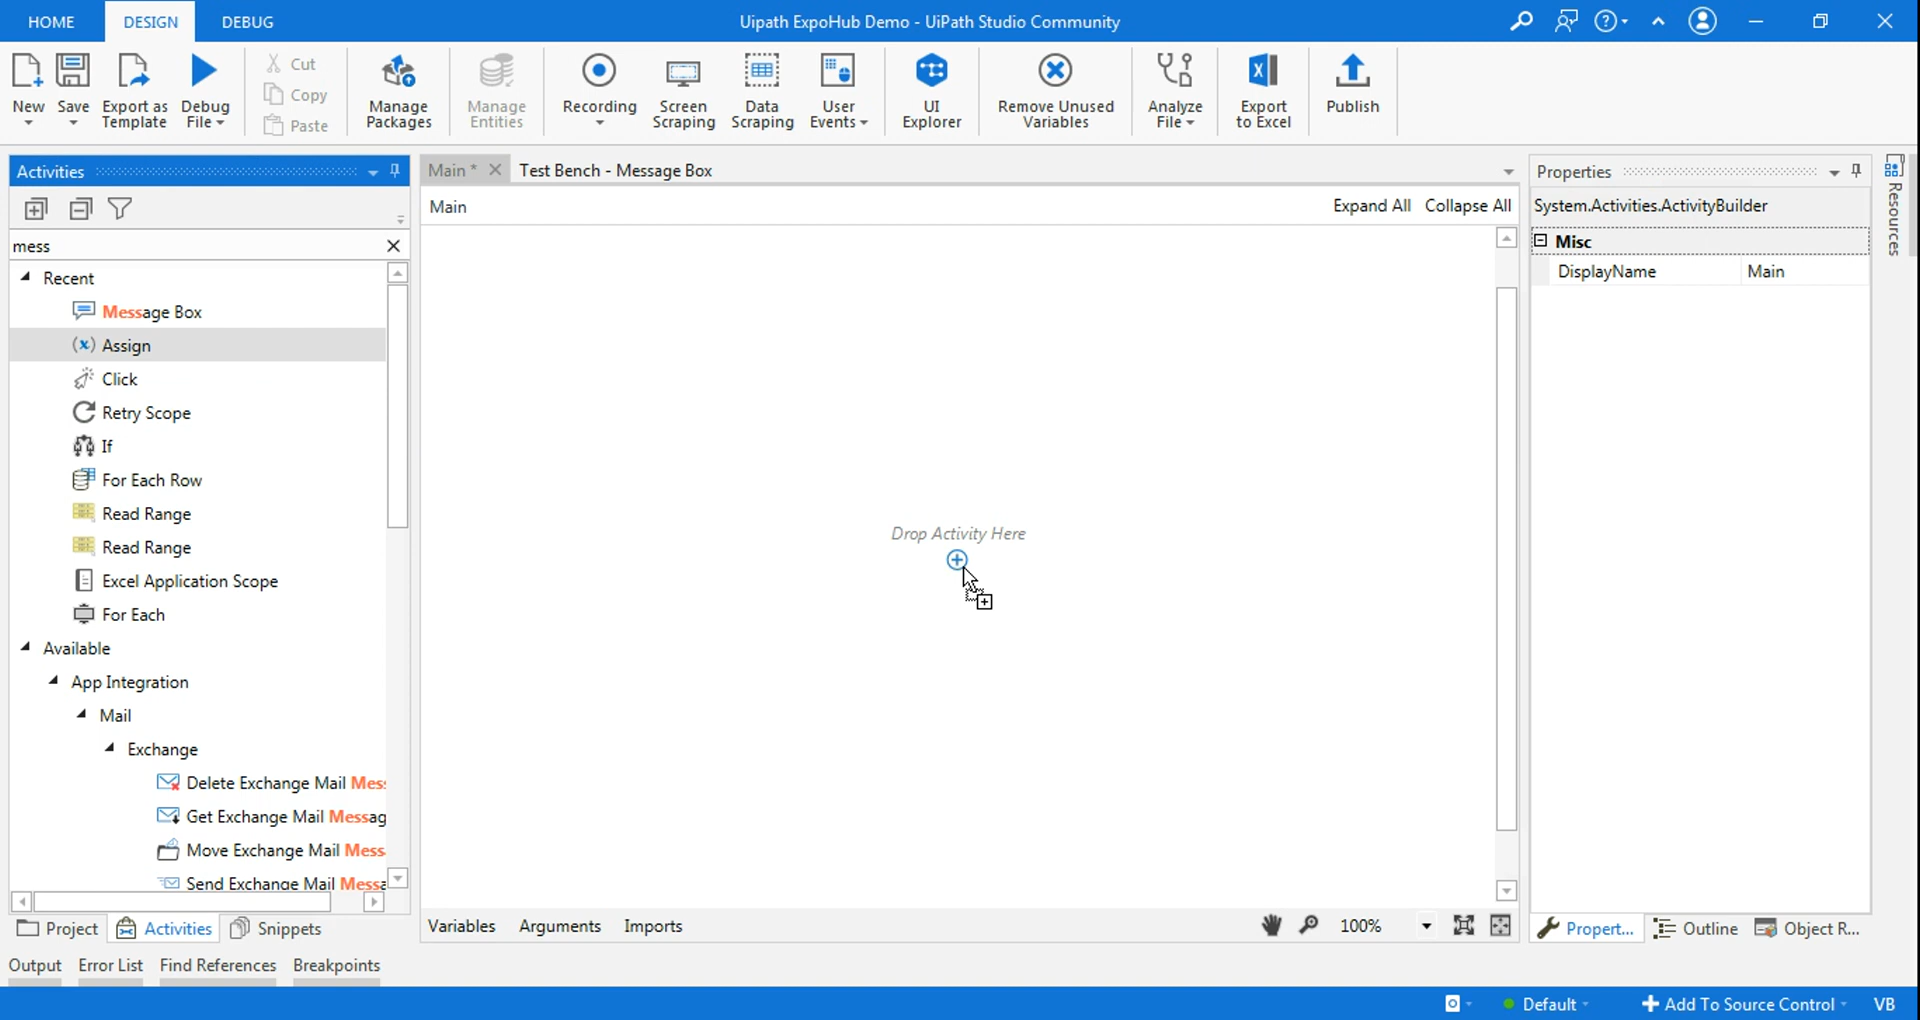 HOME DESIGN DEBUG
Uipath ExpoHub Demo - UiPath Studio Community
New
Save
Export as
Template
Debug
File
Cut
Copy
Paste
Manage
Packages
Manage
Entities
Recording
Screen
Scraping
Data
Scraping
User
Events
UI
Explorer
Remove Unused
Variables
Analyze
File
Export
to Excel
Publish
Activities
mess
Recent
Message Box
Assign
Click
Retry Scope
If
For Each Row
Read Range
Read Range
Excel Application Scope
For Each
Available
App Integration
Mail
Exchange
Delete Exchange Mail Mess
Get Exchange Mail Messag
Move Exchange Mail Mess
Send Exchange Mail Messa
Project Activities Snippets
Main * Test Bench - Message Box
Main Expand All Collapse All
Drop Activity Here
Variables Arguments Imports 100%
Properties
System.Activities.ActivityBuilder
Misc
DisplayName Main
Propert... Outline Object R...
Resources
Output Error List Find References Breakpoints
Default Add To Source Control VB